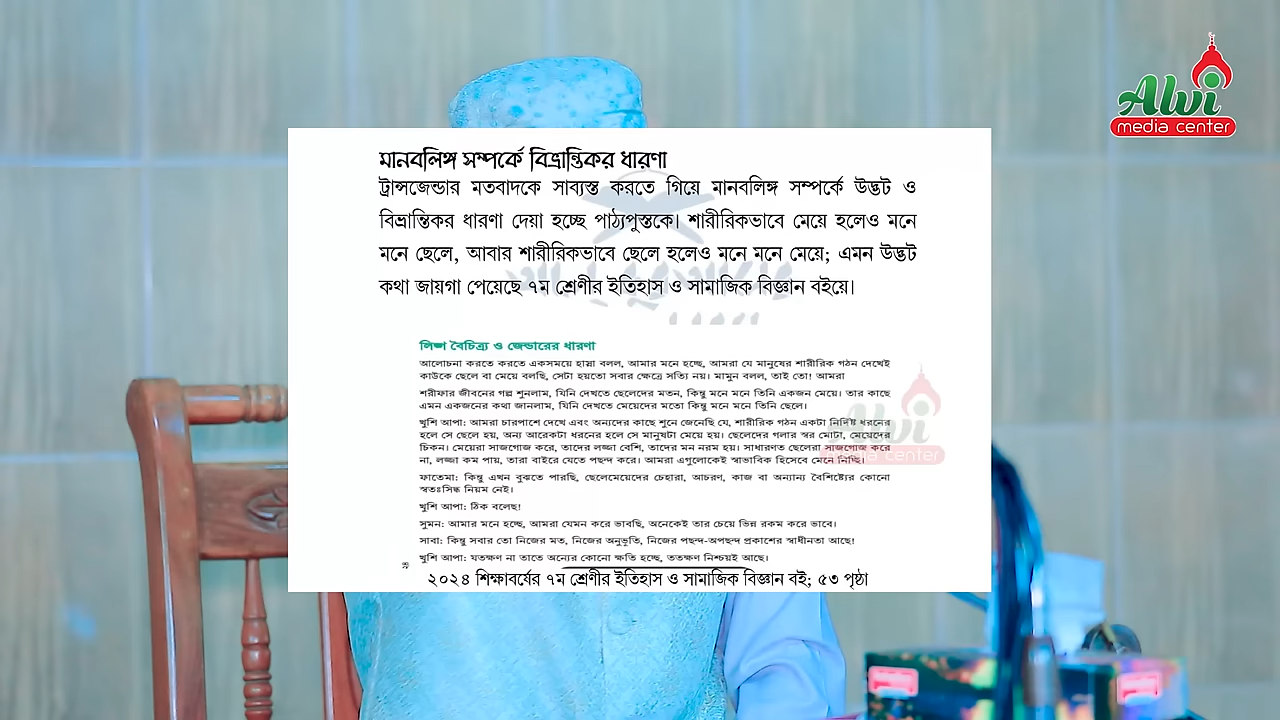 Alvi
media center
মানবলিঙ্গ সম্পর্কে বিভ্রান্তিকর ধারণা
ট্রান্সজেন্ডার মতবাদকে সাব্যস্ত করতে গিয়ে মানবলিঙ্গ সম্পর্কে উদ্ভট ও
বিভ্রান্তিকর ধারণা দেয়া হচ্ছে পাঠ্যপুস্তকে। শারীরিকভাবে মেয়ে হলেও মনে
মনে ছেলে, আবার শারীরিকভাবে ছেলে হলেও মনে মনে মেয়ে; এমন উদ্ভট
কথা জায়গা পেয়েছে ৭ম শ্রেণীর ইতিহাস ও সামাজিক বিজ্ঞান বইয়ে।
লিঙ্গ বৈচিত্র্য ও জেন্ডারের ধারণা
আলোচনা করতে করতে একসময়ে হাস্না বলল, আমার মনে হচ্ছে, আমরা যে মানুষের শারীরিক গঠন দেখেই
কাউকে ছেলে বা মেয়ে বলছি, সেটা হয়তো সবার ক্ষেত্রে সত্যি নয়। মামুন বলল, তাই তো! আমরা
শরীফার জীবনের গল্প শুনলাম, যিনি দেখতে ছেলেদের মতন, কিন্তু মনে মনে তিনি একজন মেয়ে। তার কাছে
এমন একজনের কথা জানলাম, যিনি দেখতে মেয়েদের মতো কিন্তু মনে মনে তিনি ছেলে।
খুশি আপা: আমরা চারপাশে দেখে এবং অন্যদের কাছে শুনে জেনেছি যে, শারীরিক গঠন একটা নির্দিষ্ট ধরনের
হলে সে ছেলে হয়, অন্য আরেকটা ধরনের হলে সে মানুষটা মেয়ে হয়। ছেলেদের গলার স্বর মোটা, মেয়েদের
চিকন। মেয়েরা সাজগোজ করে, তাদের লজ্জা বেশি, তাদের মন নরম হয়। সাধারণত ছেলেরা সাজগোজ করে
না, লজ্জা কম পায়, তারা বাইরে যেতে পছন্দ করে। আমরা এগুলোকেই স্বাভাবিক হিসেবে মেনে নিচ্ছি।
ফাতেমা: কিন্তু এখন বুঝতে পারছি, ছেলেমেয়েদের চেহারা, আচরণ, কাজ বা অন্যান্য বৈশিষ্ট্যের কোনো
স্বতঃসিদ্ধ নিয়ম নেই।
খুশি আপা: ঠিক বলেছ!
সুমন: আমার মনে হচ্ছে, আমরা যেমন করে ভাবছি, অনেকেই তার চেয়ে ভিন্ন রকম করে ভাবে।
সাবা: কিন্তু সবার তো নিজের মত, নিজের অনুভূতি, নিজের পছন্দ-অপছন্দ প্রকাশের স্বাধীনতা আছে!
খুশি আপা: যতক্ষণ না তাতে অন্যের কোনো ক্ষতি হচ্ছে, ততক্ষণ নিশ্চয়ই আছে।
২০২৪ শিক্ষাবর্ষের ৭ম শ্রেণীর ইতিহাস ও সামাজিক বিজ্ঞান বই; ৫৩ পৃষ্ঠা
Alvi
media center